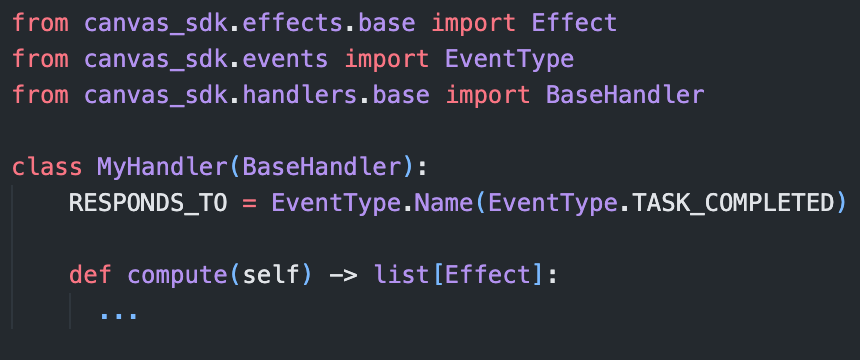 from canvas_sdk.effects.base import Effect
from canvas_sdk.events import EventType
from canvas_sdk.handlers.base import BaseHandler

class MyHandler(BaseHandler):
    RESPONDS_TO = EventType.Name(EventType.TASK_COMPLETED)

    def compute(self) -> list[Effect]:
      ...